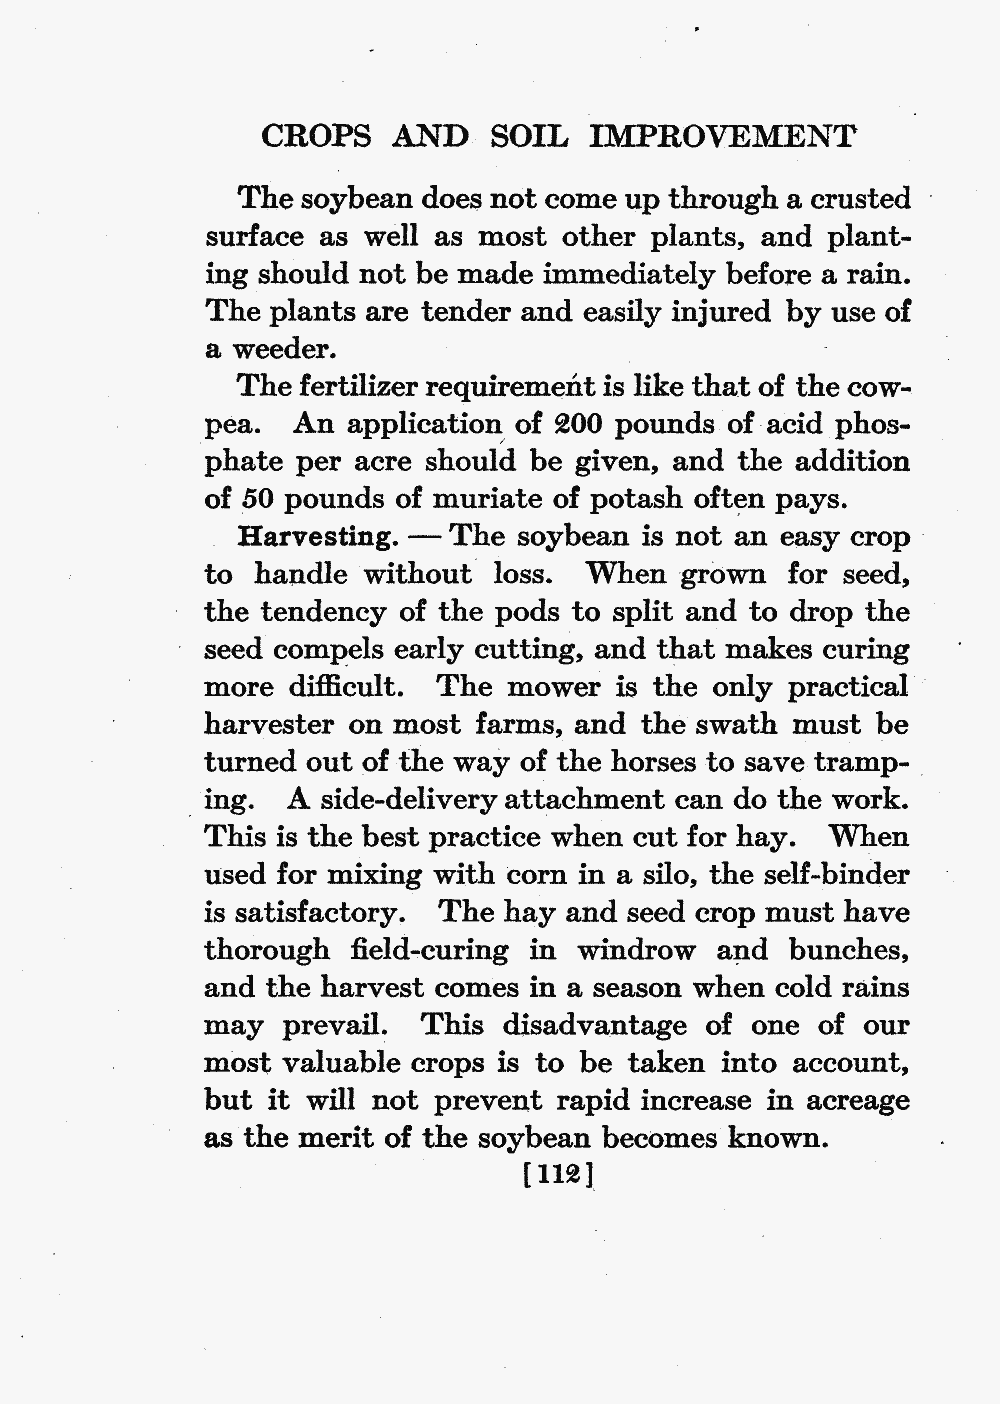 CROPS AND SOIL IMPROVEMENT
The soybean does not come up through a crusted
surface as well as most other plants, and plant-
ing should not be made immediately before a rain.
The plants are tender and easily injured by use of
a weeder.
The fertilizer requirement is like that of the cow-
pea. An application of 200 pounds of acid phos-
phate per acre should be given, and the addition
of 50 pounds of muriate of potash often pays.
Harvesting. — The soybean is not an easy crop
to handle without loss. When grown for seed,
the tendency of the pods to split and to drop the
seed compels early cutting, and that makes curing
more difficult. The mower is the only practical
harvester on most farms, and the swath must be
turned out of the way of the horses to save tramp-
ing. A side-delivery attachment can do the work.
This is the best practice when cut for hay. When
used for mixing with corn in a silo, the self-binder
is satisfactory. The hay and seed crop must have
thorough field-curing in windrow and bunches,
and the harvest comes in a season when cold rains
may prevail. This disadvantage of one of our
most valuable crops is to be taken into account,
but it will not prevent rapid increase in acreage
as the merit of the soybean becomes known.
[112]